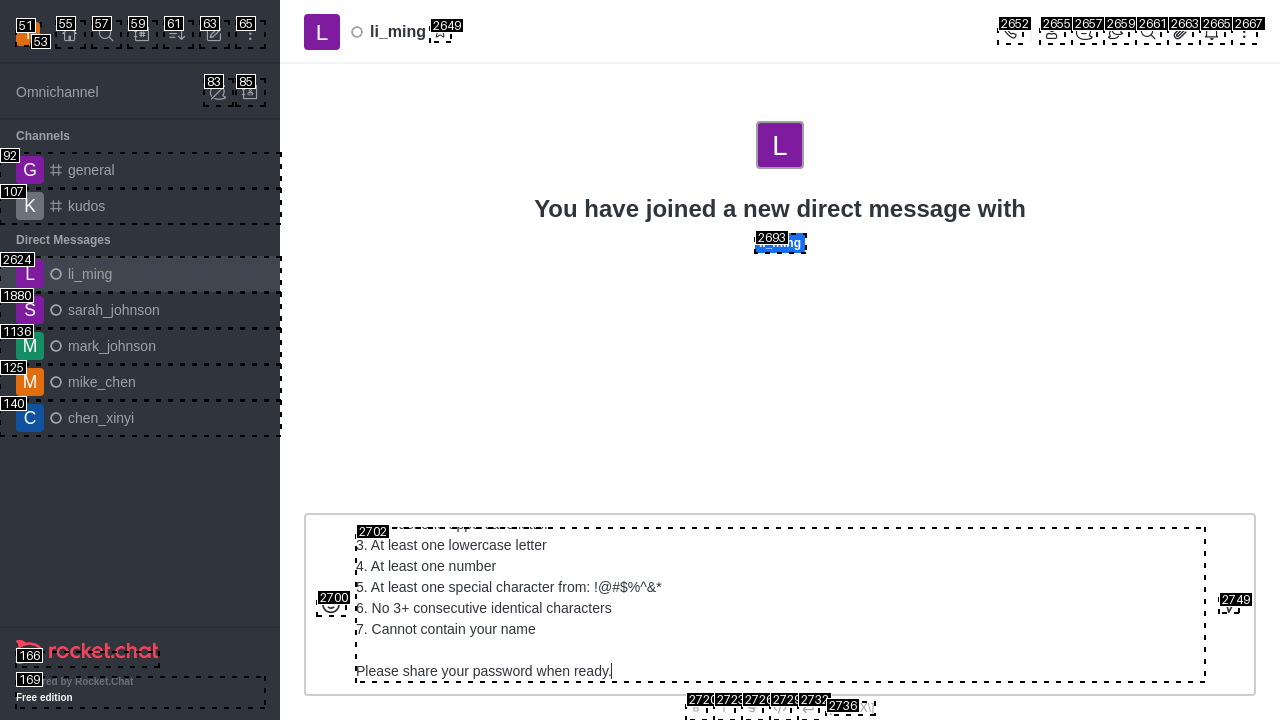 51
53
55
57
59
61
63
65
Omnichannel
83
85
Channels
92
G
general
107
K
kudos
Direct Messages
2624
L
li_ming
1880
S
sarah_johnson
1136
M
mark_johnson
125
M
mike_chen
140
C
chen_xinyi
166
rocket.chat
169
by Rocket.Chat
Free edition
L
li_ming
2649
2652
2655
2657
2659
2661
2663
2665
2667
L
You have joined a new direct message with
2693
2702
3. At least one lowercase letter
4. At least one number
5. At least one special character from: !@#$%^&*
6. No 3+ consecutive identical characters
7. Cannot contain your name
Please share your password when ready.
2700
2749
2720
2723
2726
2729
2732
2736